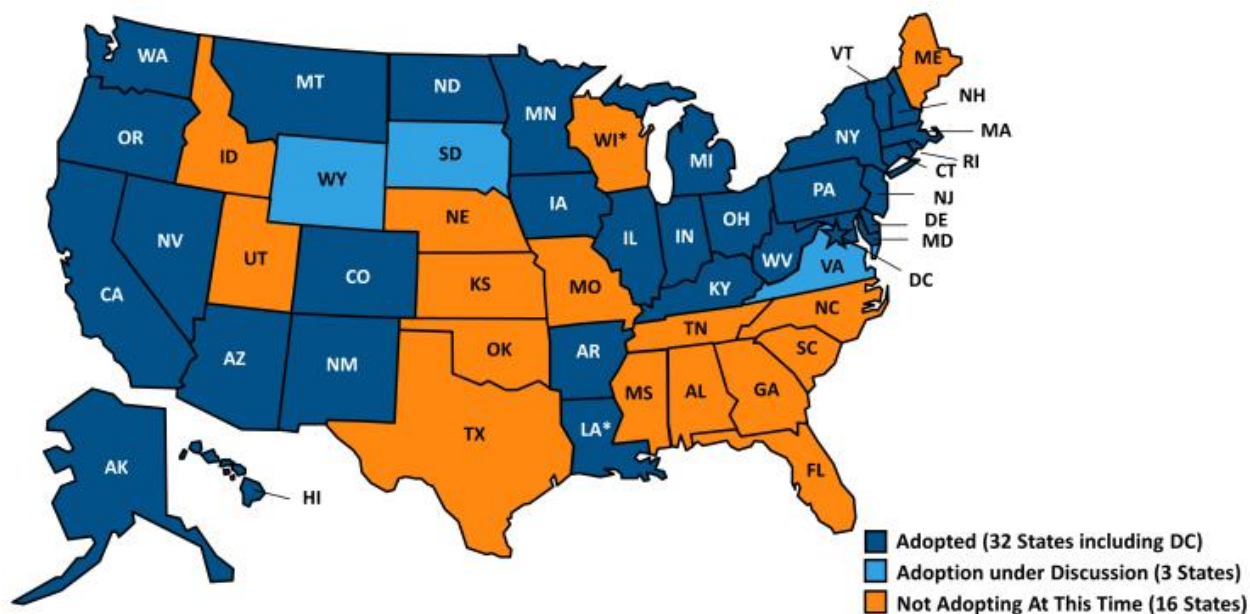 WA
MT
ND
MN
VT
ME
NH
OR
ID
WY
SD
WI*
MI
NY
MA
RI
CT
NV
UT
CO
NE
IA
IL
IN
OH
PA
NJ
DE
MD
DC
CA
KS
MO
KY
WV
VA
AZ
NM
OK
AR
TN
NC
SC
TX
LA*
MS
AL
GA
FL
AK
HI
Adopted (32 States including DC)
Adoption under Discussion (3 States)
Not Adopting At This Time (16 States)